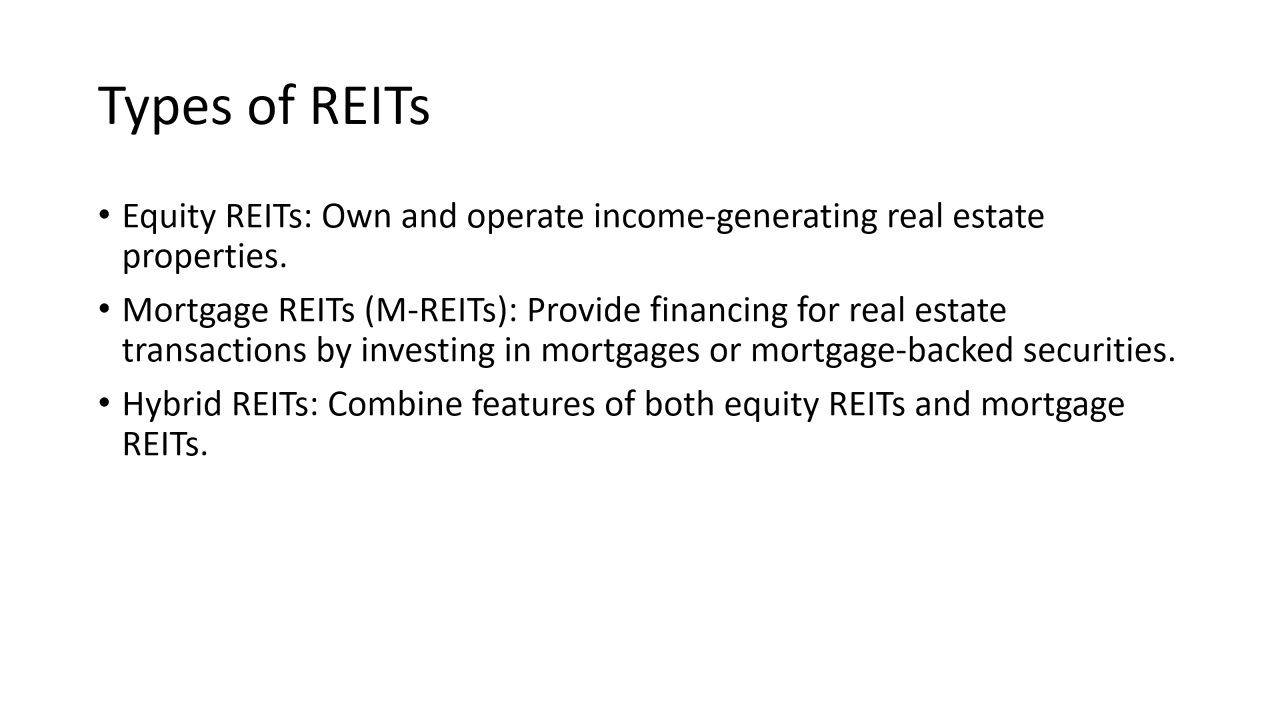 Types of REITs
• Equity REITs: Own and operate income-generating real estate
properties.
• Mortgage REITs (M-REITs): Provide financing for real estate
transactions by investing in mortgages or mortgage-backed securities.
• Hybrid REITs: Combine features of both equity REITs and mortgage
REITs.